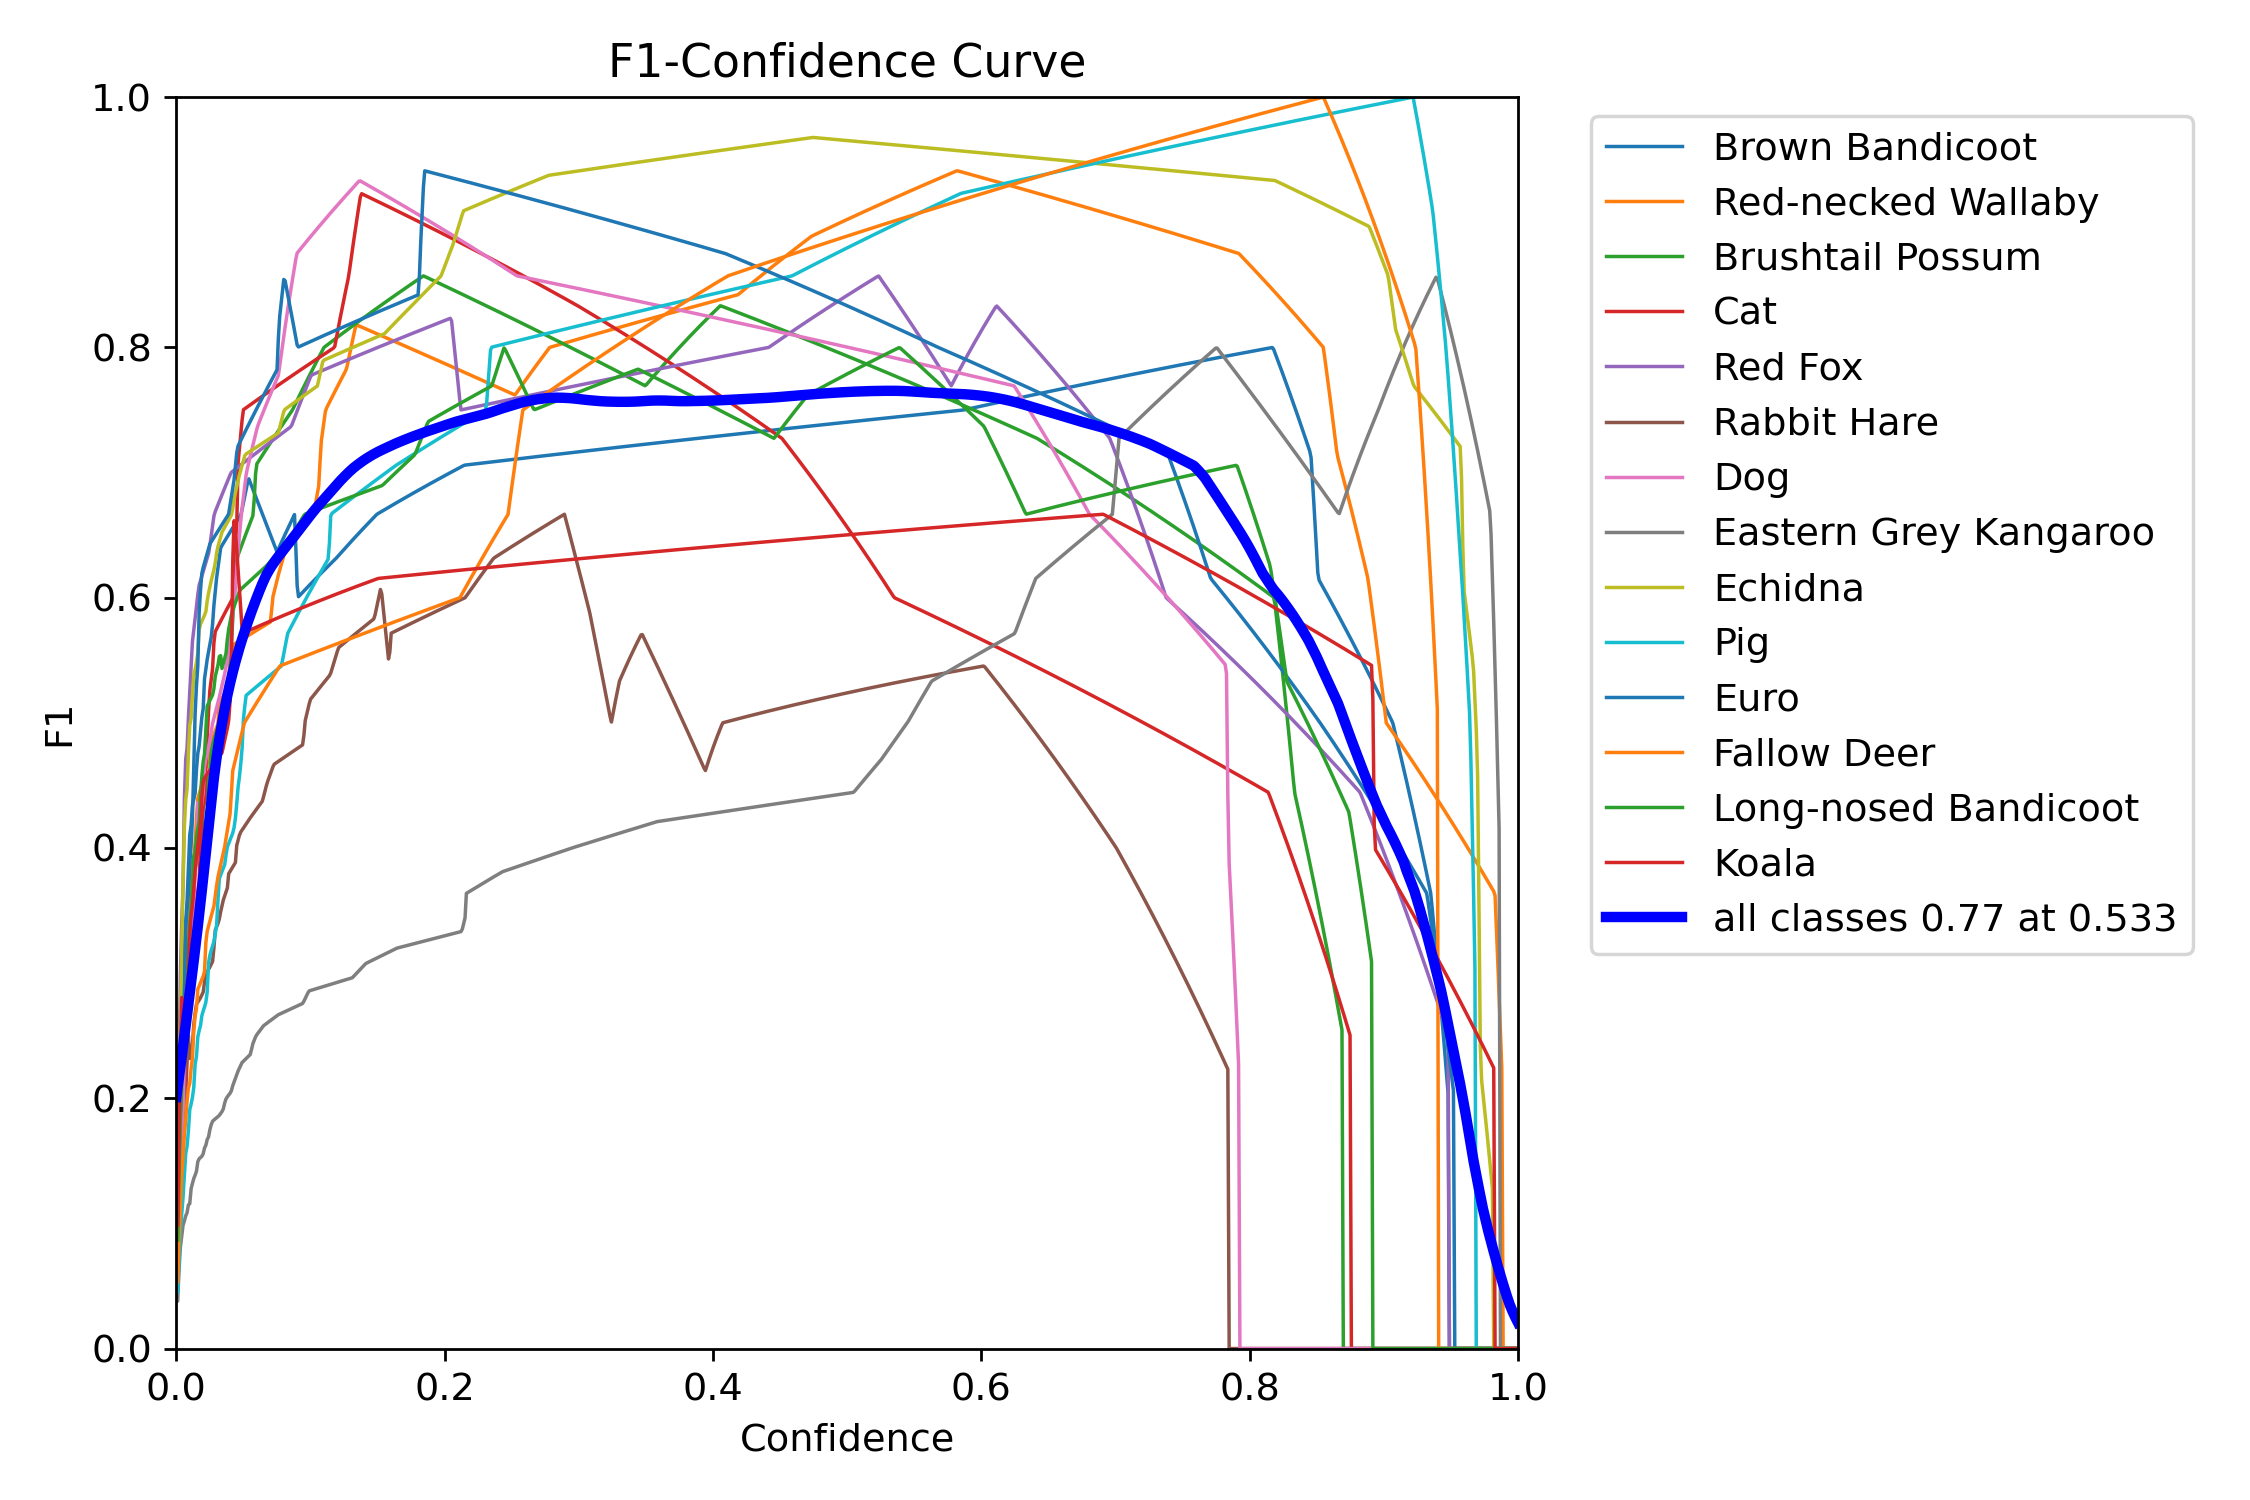 F1-Confidence Curve
1.0
0.8
0.6
0.4
0.2
0.0
F1
0.0 0.2 0.4 0.6 0.8 1.0
Confidence
Brown Bandicoot
Red-necked Wallaby
Brushtail Possum
Cat
Red Fox
Rabbit Hare
Dog
Eastern Grey Kangaroo
Echidna
Pig
Euro
Fallow Deer
Long-nosed Bandicoot
Koala
all classes 0.77 at 0.533